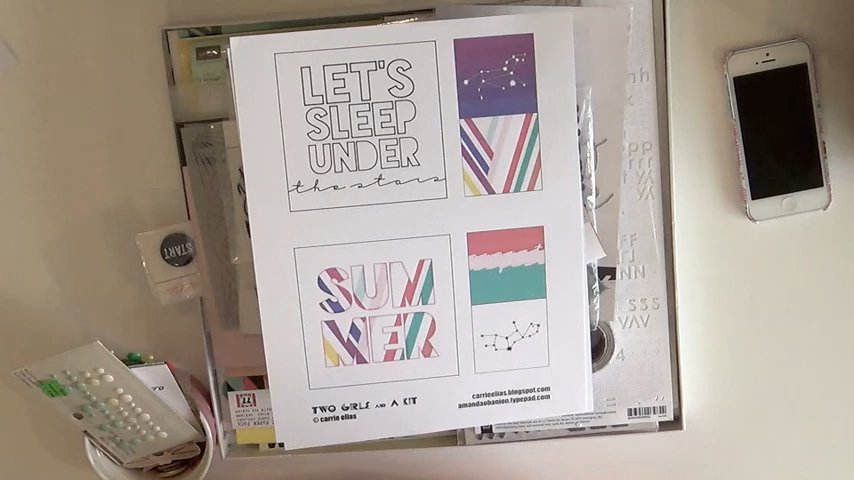 LET'S
SLEEP
UNDER
the stars
SUM
MER
TWO GIRLS AND A KIT
© carrie elias
carrieelias.blogspot.com
amandaobanion.typepad.com
START